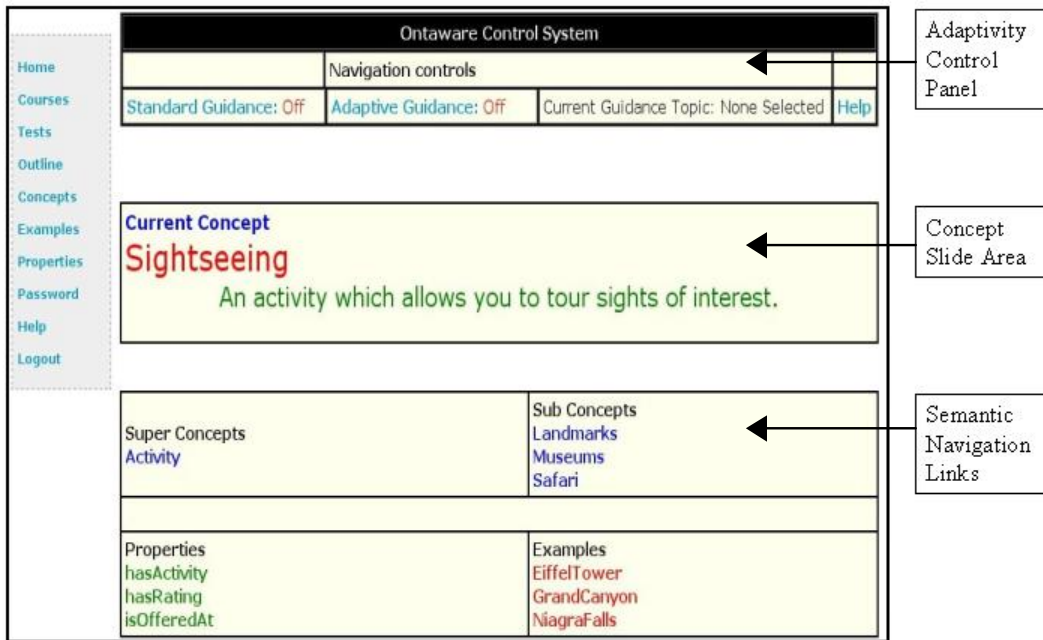 Ontaware Control System
Navigation controls
Standard Guidance: Off Adaptive Guidance: Off Current Guidance Topic: None Selected Help
Home
Courses
Tests
Outline
Concepts
Examples
Properties
Password
Help
Logout
Current Concept
Sightseeing
An activity which allows you to tour sights of interest.
Super Concepts
Activity
Sub Concepts
Landmarks
Museums
Safari
Properties
hasActivity
hasRating
isOfferedAt
Examples
EiffelTower
GrandCanyon
NiagraFalls
Adaptivity
Control
Panel
Concept
Slide Area
Semantic
Navigation
Links